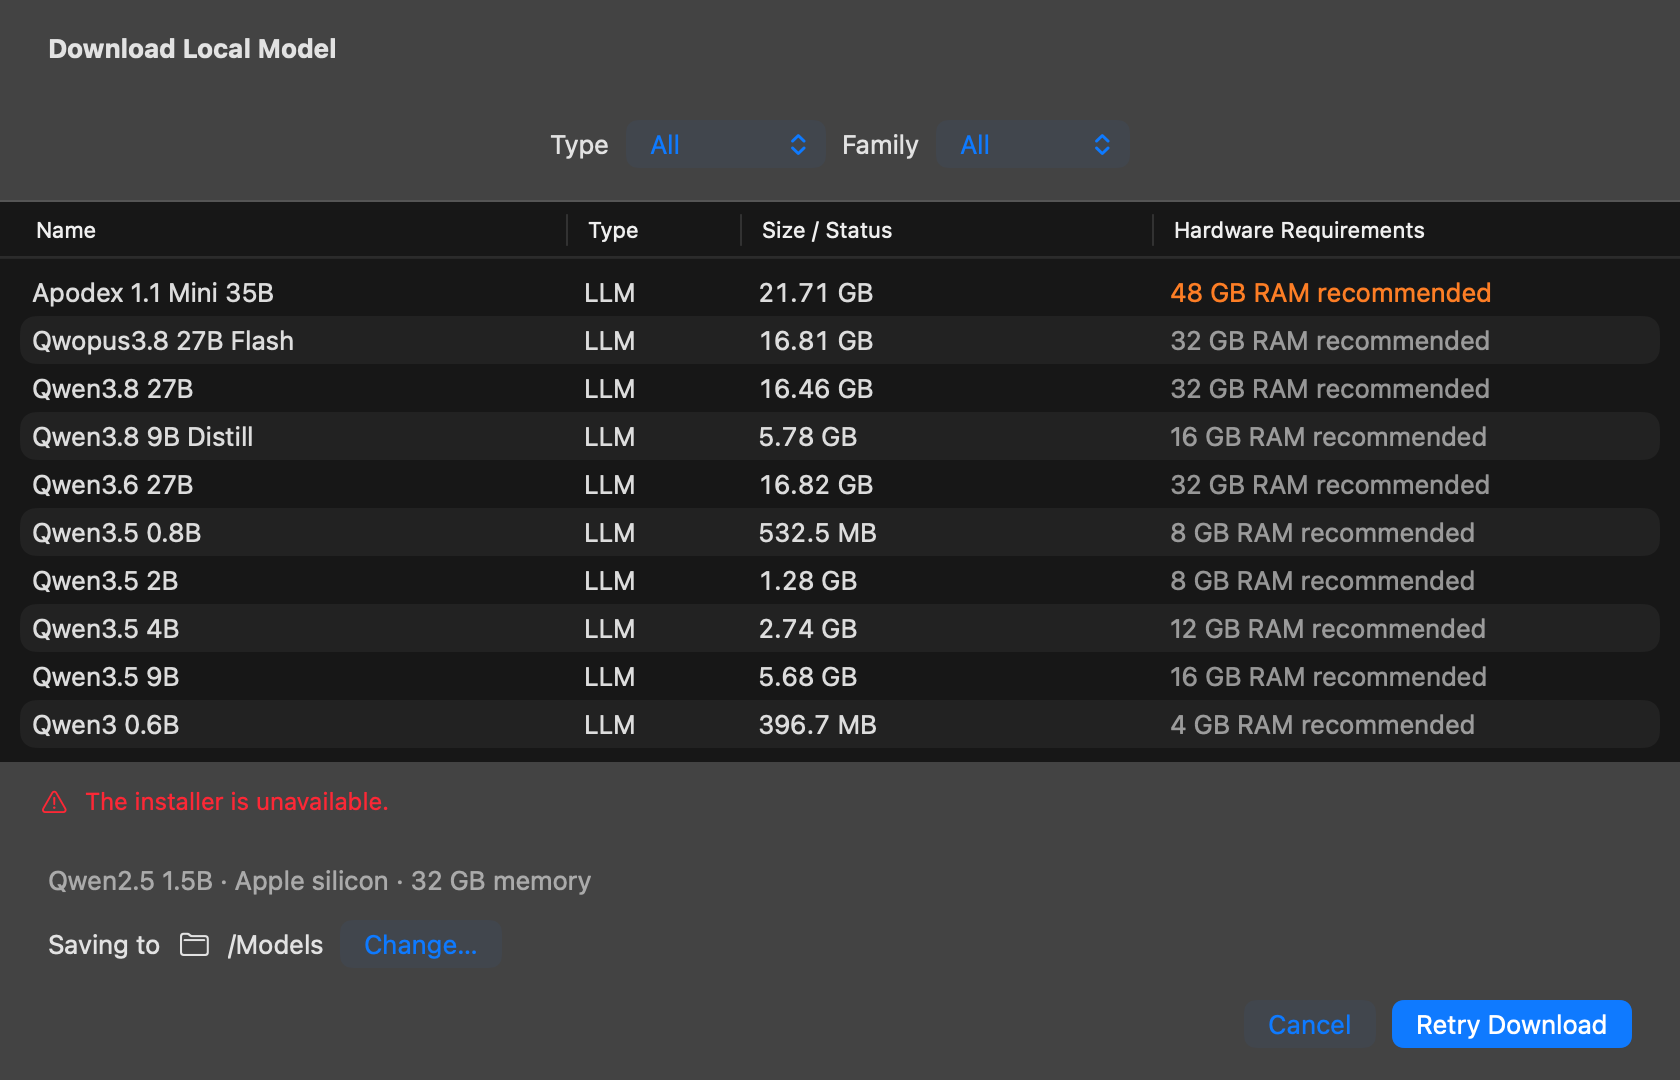 Download Local Model
Type All Family All
Name Type Size / Status Hardware Requirements
Apodex 1.1 Mini 35B LLM 21.71 GB 48 GB RAM recommended
Qwopus3.8 27B Flash LLM 16.81 GB 32 GB RAM recommended
Qwen3.8 27B LLM 16.46 GB 32 GB RAM recommended
Qwen3.8 9B Distill LLM 5.78 GB 16 GB RAM recommended
Qwen3.6 27B LLM 16.82 GB 32 GB RAM recommended
Qwen3.5 0.8B LLM 532.5 MB 8 GB RAM recommended
Qwen3.5 2B LLM 1.28 GB 8 GB RAM recommended
Qwen3.5 4B LLM 2.74 GB 12 GB RAM recommended
Qwen3.5 9B LLM 5.68 GB 16 GB RAM recommended
Qwen3 0.6B LLM 396.7 MB 4 GB RAM recommended
The installer is unavailable.
Qwen2.5 1.5B · Apple silicon · 32 GB memory
Saving to /Models Change...
Cancel Retry Download